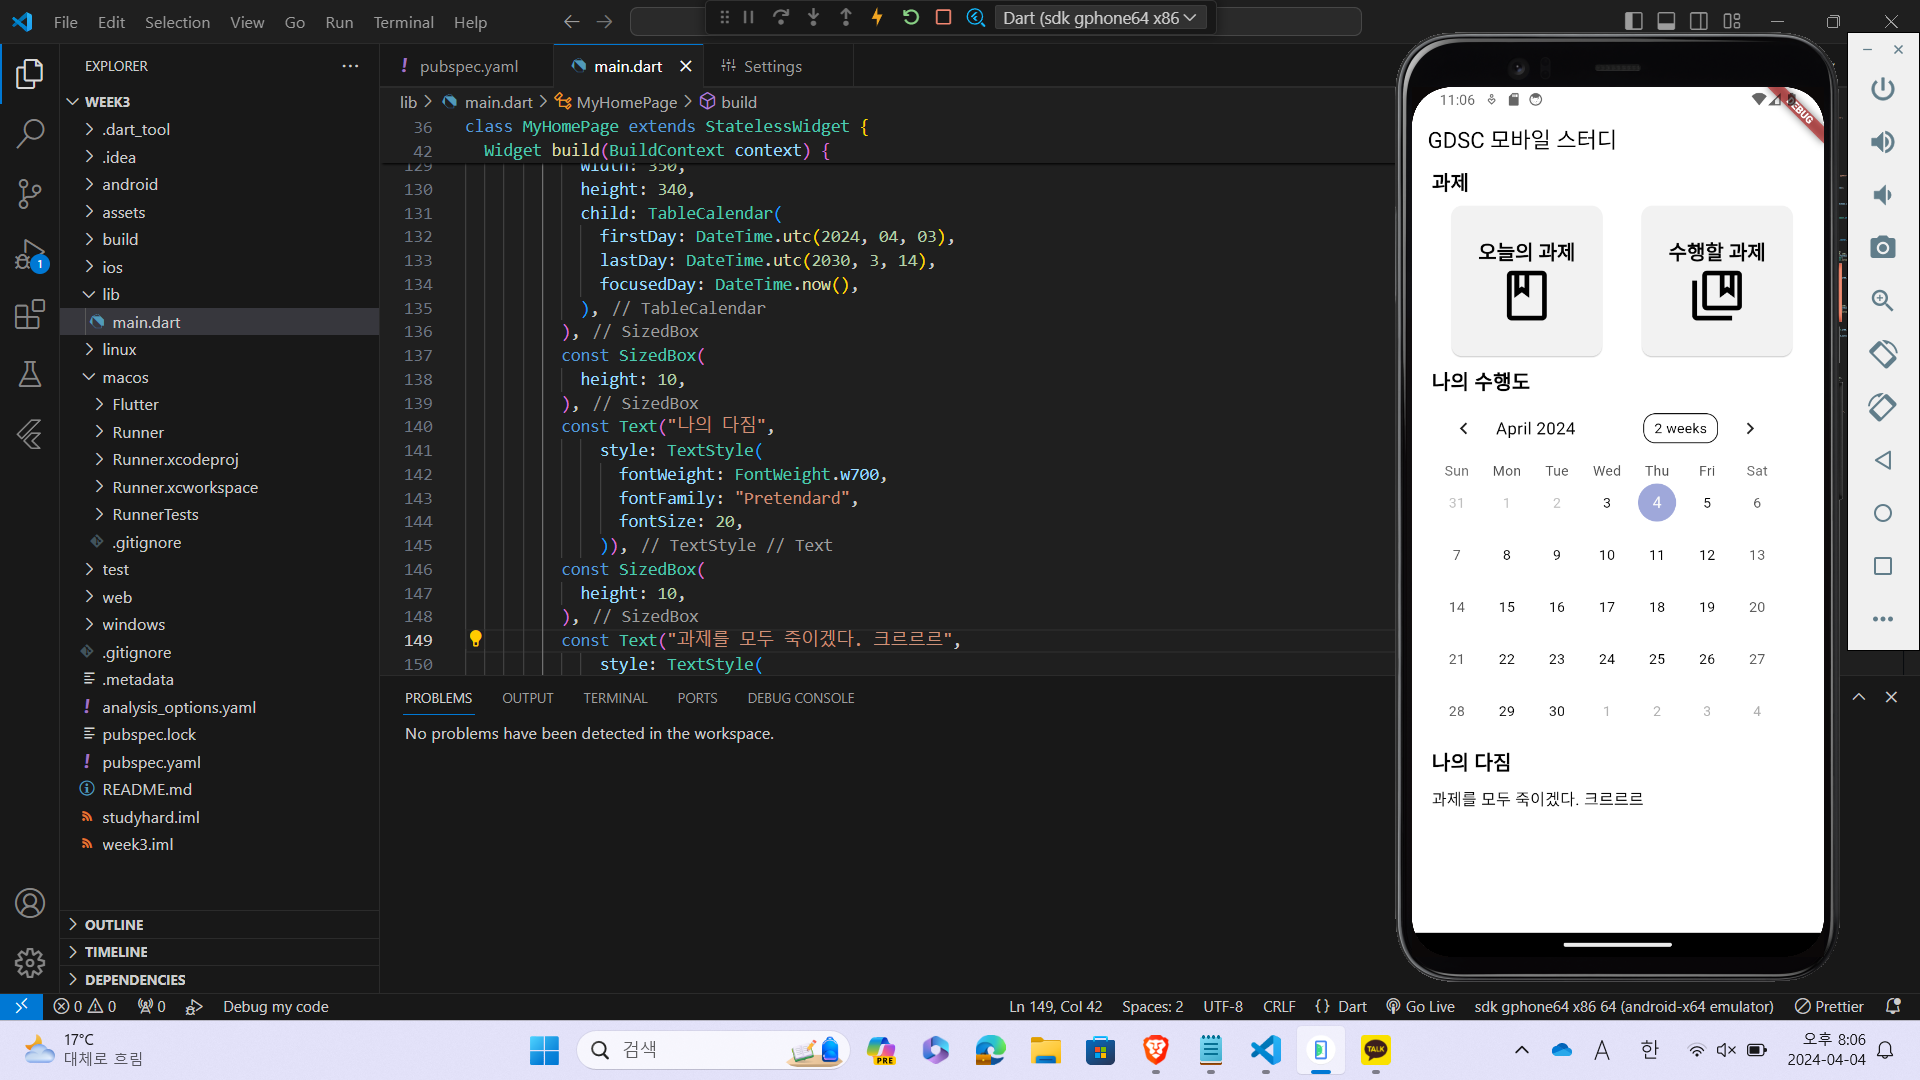 File Edit Selection View Go Run Terminal Help
Dart (sdk gphone64 x86
EXPLORER
WEEK3
.dart_tool
.idea
android
assets
build
ios
lib
main.dart
linux
macos
Flutter
Runner
Runner.xcodeproj
Runner.xcworkspace
RunnerTests
.gitignore
test
web
windows
.gitignore
.metadata
analysis_options.yaml
pubspec.lock
pubspec.yaml
README.md
studyhard.iml
week3.iml
OUTLINE
TIMELINE
DEPENDENCIES
1
pubspec.yaml main.dart Settings
lib > main.dart > MyHomePage > build
36 class MyHomePage extends StatelessWidget {
42 Widget build(BuildContext context) {
129 width: 350,
130 height: 340,
131 child: TableCalendar(
132 firstDay: DateTime.utc(2024, 04, 03),
133 lastDay: DateTime.utc(2030, 3, 14),
134 focusedDay: DateTime.now(),
135 ), // TableCalendar
136 ), // SizedBox
137 const SizedBox(
138 height: 10,
139 ), // SizedBox
140 const Text("나의 다짐",
141 style: TextStyle(
142 fontWeight: FontWeight.w700,
143 fontFamily: "Pretendard",
144 fontSize: 20,
145 )), // TextStyle // Text
146 const SizedBox(
147 height: 10,
148 ), // SizedBox
149 const Text("과제를 모두 죽이겠다. 크르르르",
150 style: TextStyle(
PROBLEMS OUTPUT TERMINAL PORTS DEBUG CONSOLE
No problems have been detected in the workspace.
11:06
DEBUG
GDSC 모바일 스터디
과제
오늘의 과제 수행할 과제
나의 수행도
April 2024 2 weeks
Sun Mon Tue Wed Thu Fri Sat
31 1 2 3 4 5 6
7 8 9 10 11 12 13
14 15 16 17 18 19 20
21 22 23 24 25 26 27
28 29 30 1 2 3 4
나의 다짐
과제를 모두 죽이겠다. 크르르르
0 0 0 Debug my code Ln 149, Col 42 Spaces: 2 UTF-8 CRLF {} Dart Go Live sdk gphone64 x86 64 (android-x64 emulator) Prettier
17°C
대체로 흐림
검색
PRE
TALK
A 한
오후 8:06
2024-04-04